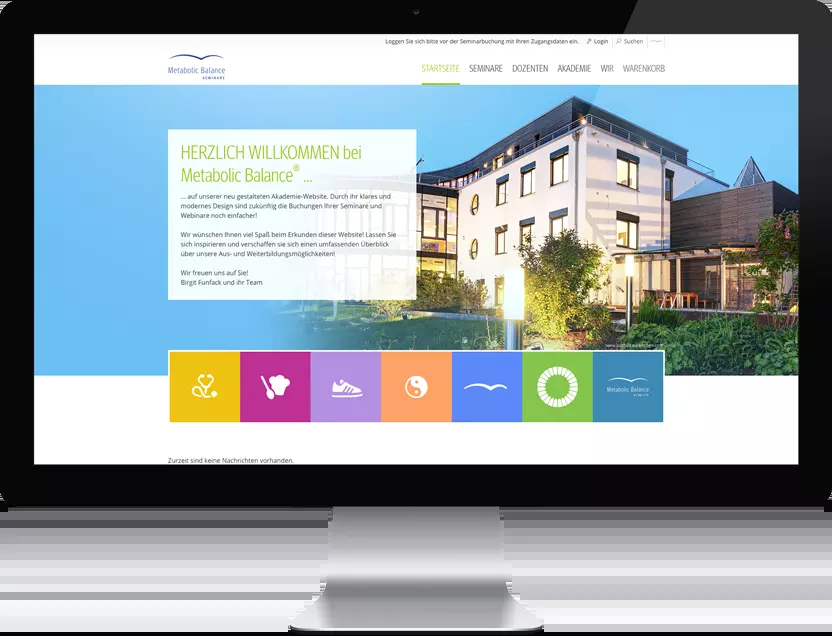 Loggen Sie sich bitte vor der Seminarbuchung mit Ihren Zugangsdaten ein. Login Suchen
Metabolic Balance
SEMINARE
STARTSEITE SEMINARE DOZENTEN AKADEMIE WIR WARENKORB
HERZLICH WILLKOMMEN bei
Metabolic Balance® ...
... auf unserer neu gestalteten Akademie-Website. Durch ihr klares und
modernes Design sind zukünftig die Buchungen Ihrer Seminare und
Webinare noch einfacher!
Wir wünschen Ihnen viel Spaß beim Erkunden dieser Website! Lassen Sie
sich inspirieren und verschaffen sie sich einen umfassenden Überblick
über unsere Aus- und Weiterbildungsmöglichkeiten!
Wir freuen uns auf Sie!
Birgit Funfack und ihr Team
Metabolic Balance
Zurzeit sind keine Nachrichten vorhanden.